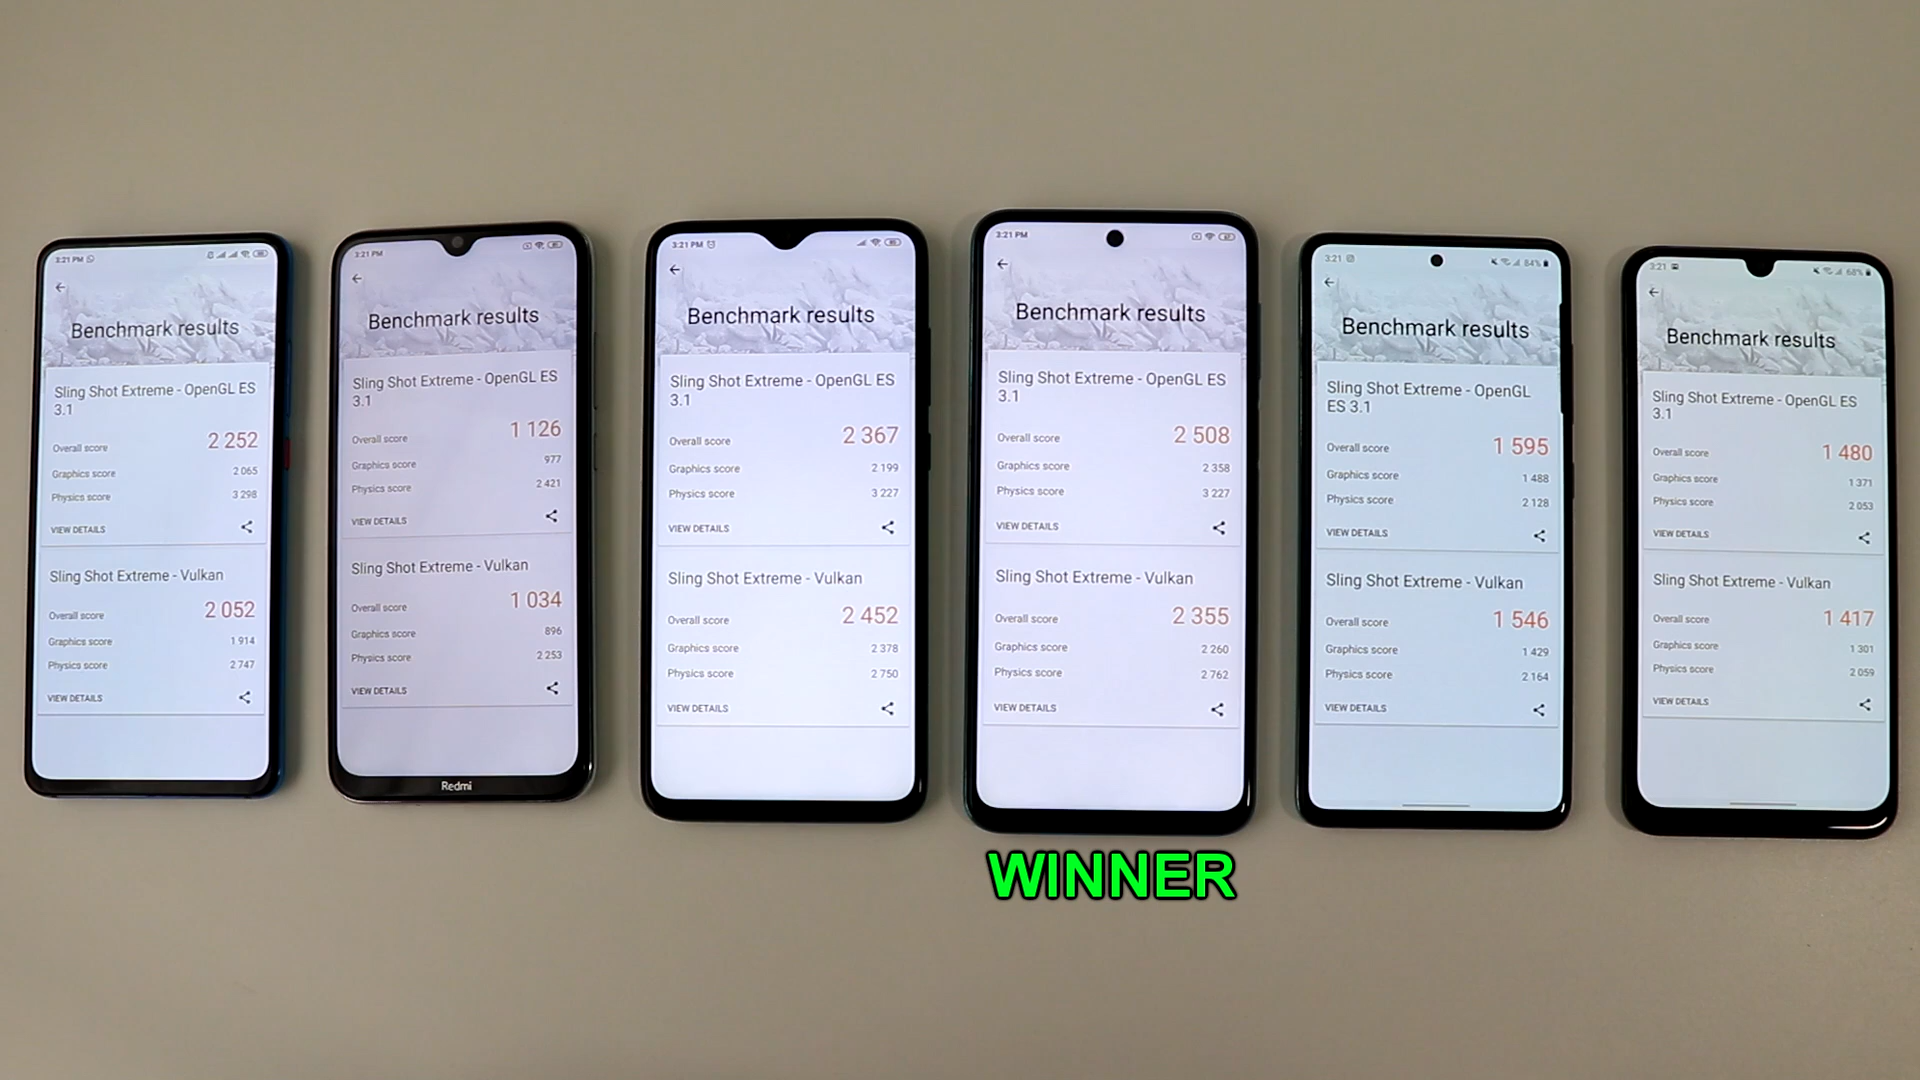 3:21 PM
Benchmark results
Sling Shot Extreme - OpenGL ES
3.1
Overall score 2 252
Graphics score 2 065
Physics score 3 298
VIEW DETAILS
Sling Shot Extreme - Vulkan
Overall score 2 052
Graphics score 1 914
Physics score 2 747
VIEW DETAILS
3:21 PM
Benchmark results
Sling Shot Extreme - OpenGL ES
3.1
Overall score 1 126
Graphics score 977
Physics score 2 421
VIEW DETAILS
Sling Shot Extreme - Vulkan
Overall score 1 034
Graphics score 896
Physics score 2 253
VIEW DETAILS
Redmi
3:21 PM
Benchmark results
Sling Shot Extreme - OpenGL ES
3.1
Overall score 2 367
Graphics score 2 199
Physics score 3 227
VIEW DETAILS
Sling Shot Extreme - Vulkan
Overall score 2 452
Graphics score 2 378
Physics score 2 750
VIEW DETAILS
3:21 PM
Benchmark results
Sling Shot Extreme - OpenGL ES
3.1
Overall score 2 508
Graphics score 2 358
Physics score 3 227
VIEW DETAILS
Sling Shot Extreme - Vulkan
Overall score 2 355
Graphics score 2 260
Physics score 2 762
VIEW DETAILS
WINNER
3:21 84%
Benchmark results
Sling Shot Extreme - OpenGL
ES 3.1
Overall score 1 595
Graphics score 1 488
Physics score 2 128
VIEW DETAILS
Sling Shot Extreme - Vulkan
Overall score 1 546
Graphics score 1 429
Physics score 2 164
VIEW DETAILS
3:21 68%
Benchmark results
Sling Shot Extreme - OpenGL ES
3.1
Overall score 1 480
Graphics score 1 371
Physics score 2 053
VIEW DETAILS
Sling Shot Extreme - Vulkan
Overall score 1 417
Graphics score 1 301
Physics score 2 059
VIEW DETAILS